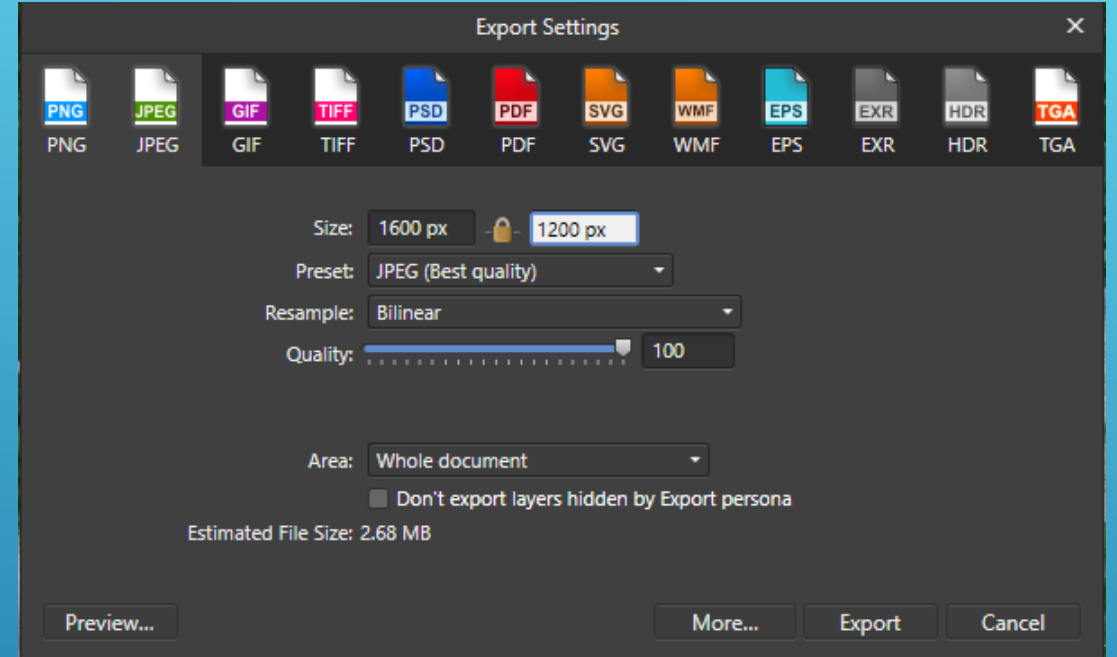 Export Settings
PNG JPEG GIF TIFF PSD PDF SVG WMF EPS EXR HDR TGA
PNG JPEG GIF TIFF PSD PDF SVG WMF EPS EXR HDR TGA
Size: 1600 px 1200 px
Preset: JPEG (Best quality)
Resample: Bilinear
Quality: 100
Area: Whole document
Don't export layers hidden by Export persona
Estimated File Size: 2.68 MB
Preview... More... Export Cancel